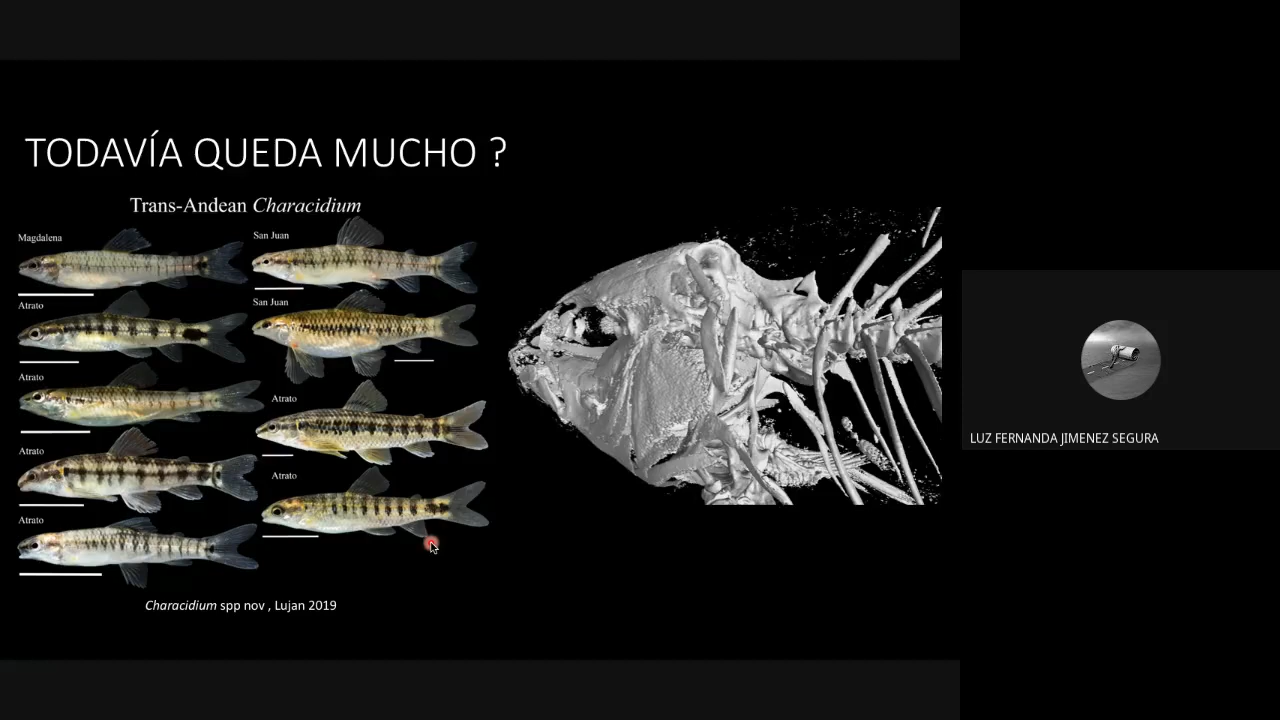 TODAVÍA QUEDA MUCHO ?
Trans-Andean Characidium
Magdalena
Atrato
Atrato
Atrato
Atrato
San Juan
San Juan
Atrato
Atrato
Characidium spp nov , Lujan 2019
LUZ FERNANDA JIMENEZ SEGURA